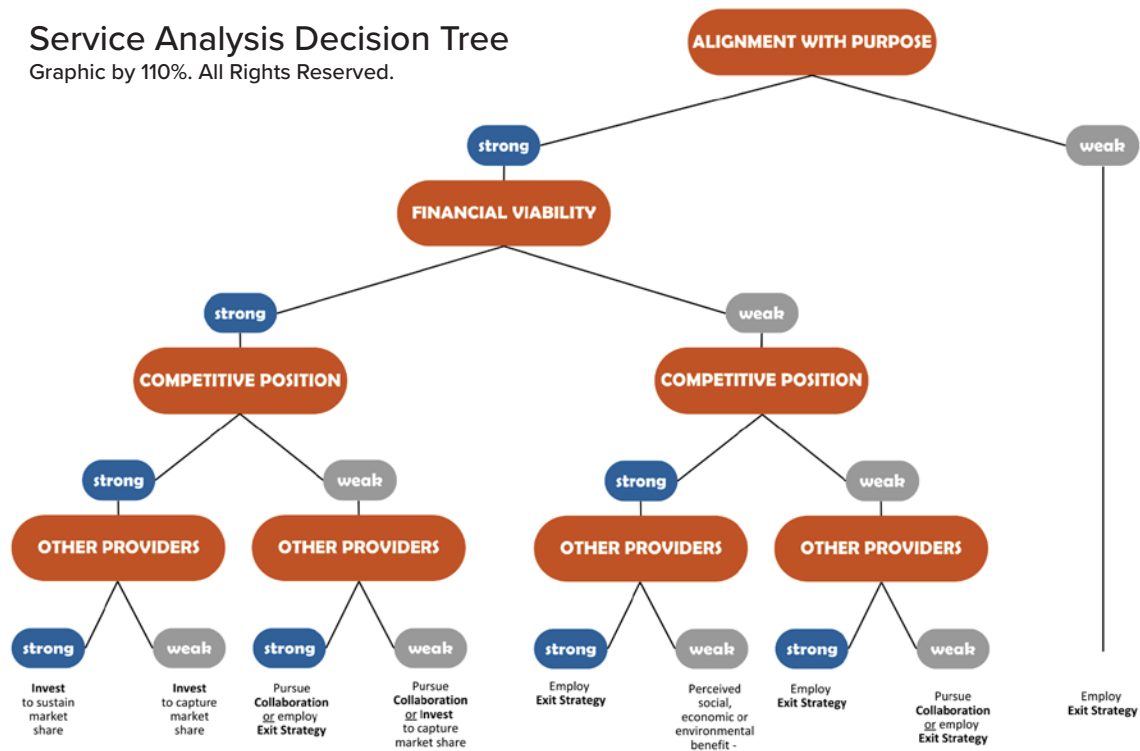 Service Analysis Decision Tree
Graphic by 110%. All Rights Reserved.
ALIGNMENT WITH PURPOSE
strong
weak
FINANCIAL VIABILITY
strong
weak
COMPETITIVE POSITION
COMPETITIVE POSITION
strong
weak
strong
weak
OTHER PROVIDERS
OTHER PROVIDERS
OTHER PROVIDERS
OTHER PROVIDERS
strong
weak
strong
weak
strong
weak
strong
weak
Invest
to sustain
market
share
Invest
to capture
market
share
Pursue
Collaboration
or employ
Exit Strategy
Pursue
Collaboration
or Invest
to capture
market share
Employ
Exit Strategy
Perceived
social,
economic or
environmental
benefit -
Employ
Exit Strategy
Pursue
Collaboration
or employ
Exit Strategy
Employ
Exit Strategy